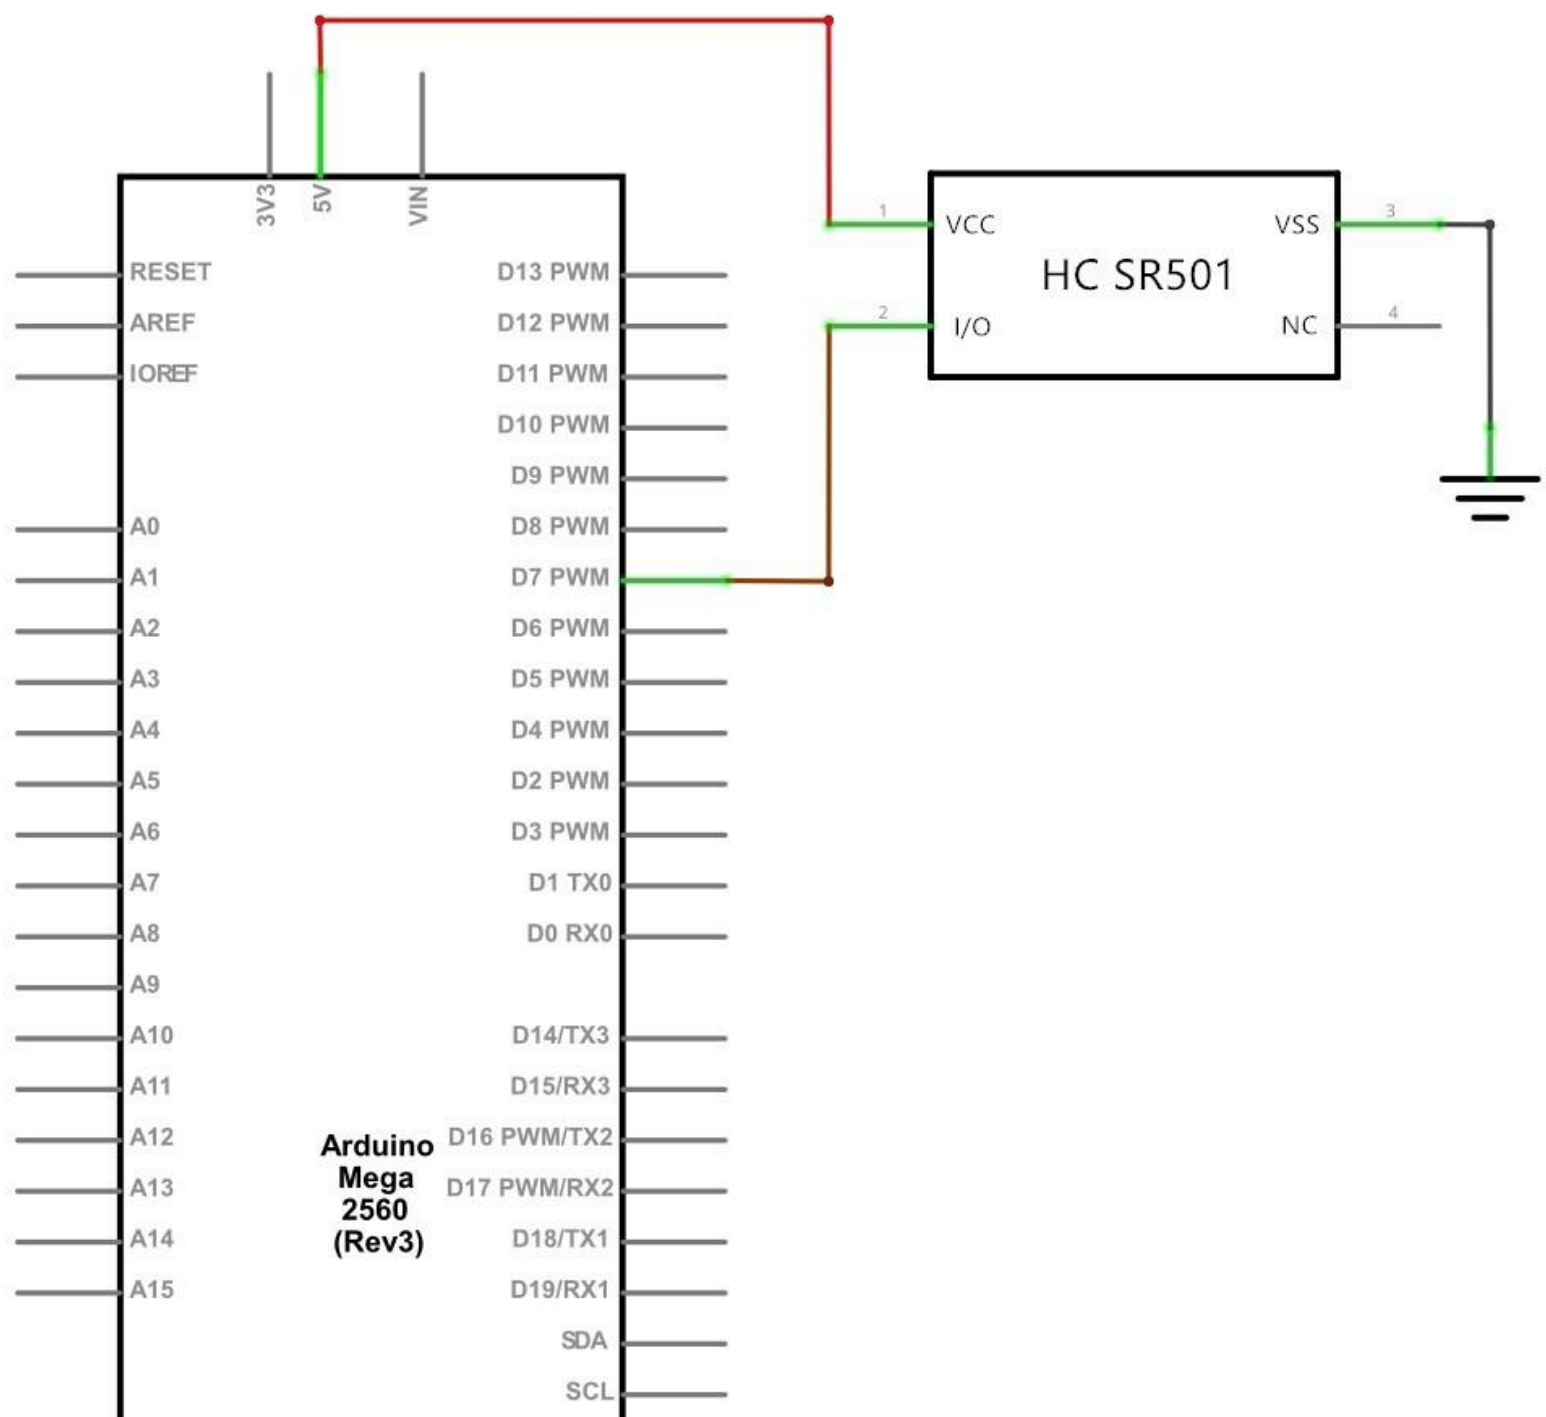 3V3
5V
VIN
1
VCC
VSS
3
HC SR501
2
I/O
NC
4
RESET
AREF
IOREF
A0
A1
A2
A3
A4
A5
A6
A7
A8
A9
A10
A11
A12
A13
A14
A15
D13 PWM
D12 PWM
D11 PWM
D10 PWM
D9 PWM
D8 PWM
D7 PWM
D6 PWM
D5 PWM
D4 PWM
D2 PWM
D3 PWM
D1 TX0
D0 RX0
D14/TX3
D15/RX3
D16 PWM/TX2
D17 PWM/RX2
D18/TX1
D19/RX1
SDA
SCL
Arduino
Mega
2560
(Rev3)